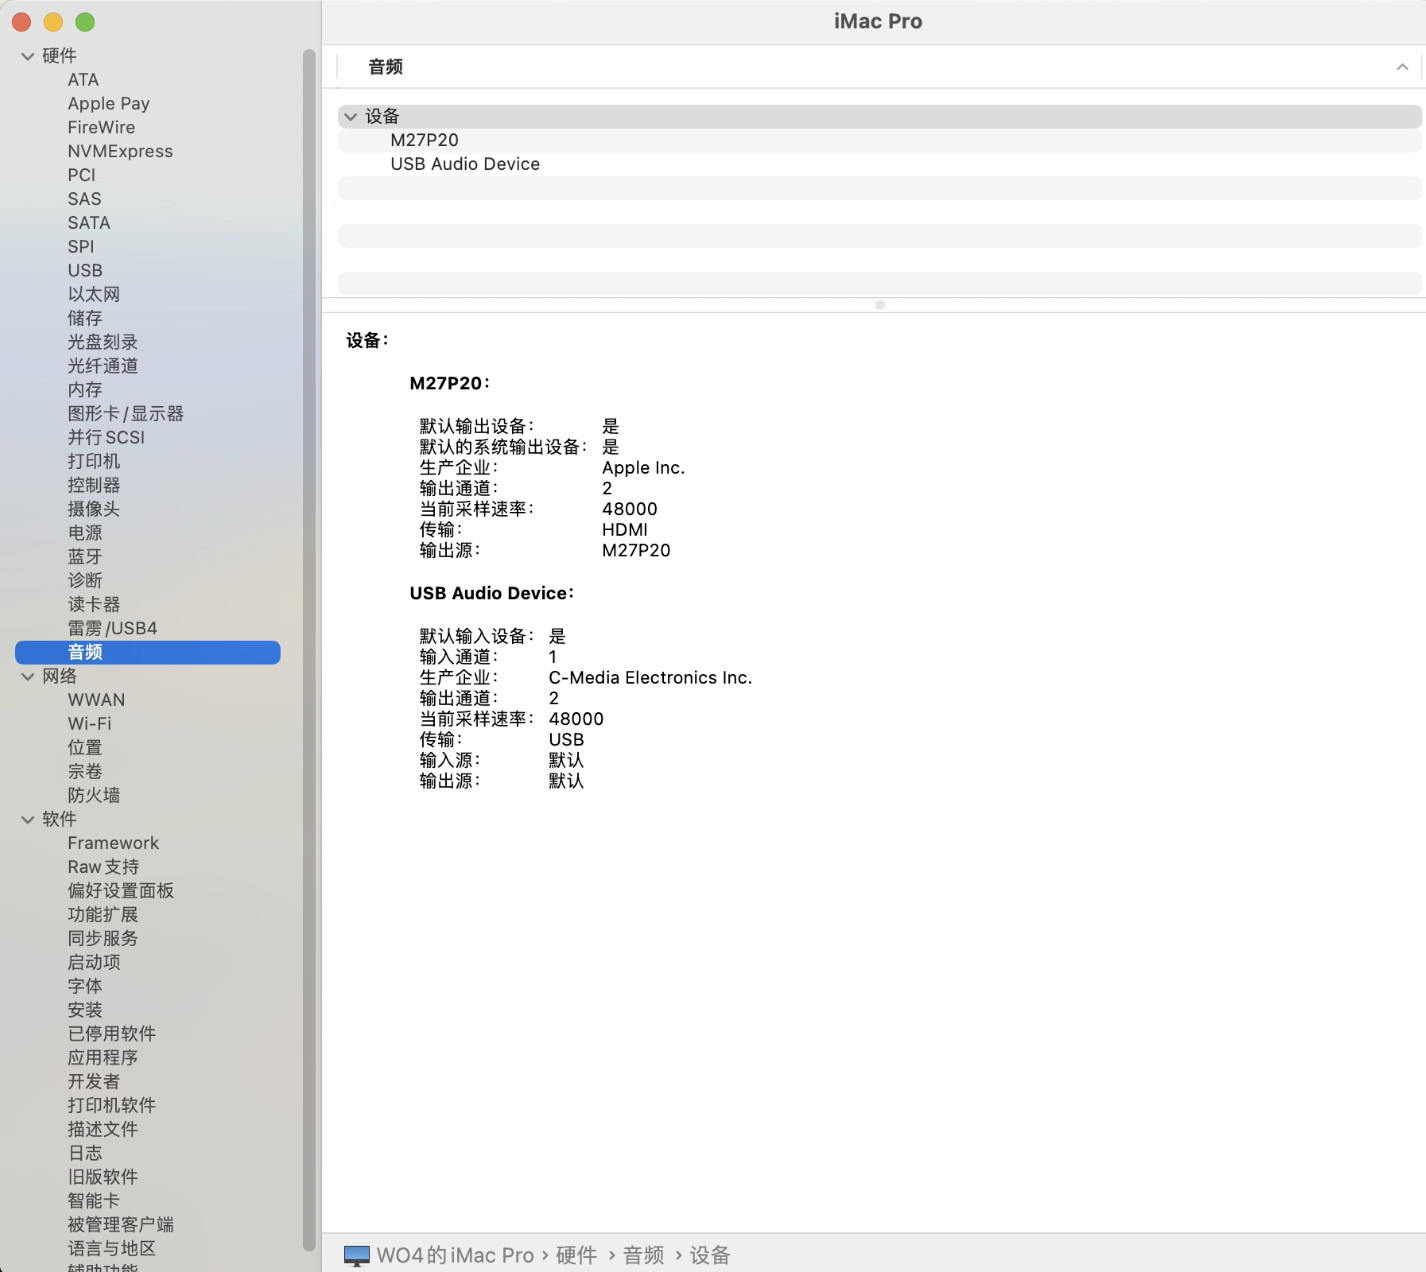 iMac Pro
硬件
ATA
Apple Pay
FireWire
NVMExpress
PCI
SAS
SATA
SPI
USB
以太网
储存
光盘刻录
光纤通道
内存
图形卡/显示器
并行SCSI
打印机
控制器
摄像头
电源
蓝牙
诊断
读卡器
雷雳/USB4
音频
网络
WWAN
Wi-Fi
位置
宗卷
防火墙
软件
Framework
Raw支持
偏好设置面板
功能扩展
同步服务
启动项
字体
安装
已停用软件
应用程序
开发者
打印机软件
描述文件
日志
旧版软件
智能卡
被管理客户端
语言与地区
辅助功能
音频
设备
M27P20
USB Audio Device
设备：
M27P20：
默认输出设备： 是
默认的系统输出设备： 是
生产企业： Apple Inc.
输出通道： 2
当前采样速率： 48000
传输： HDMI
输出源： M27P20
USB Audio Device：
默认输入设备： 是
输入通道： 1
生产企业： C-Media Electronics Inc.
输出通道： 2
当前采样速率： 48000
传输： USB
输入源： 默认
输出源： 默认
WO4的iMac Pro › 硬件 › 音频 › 设备